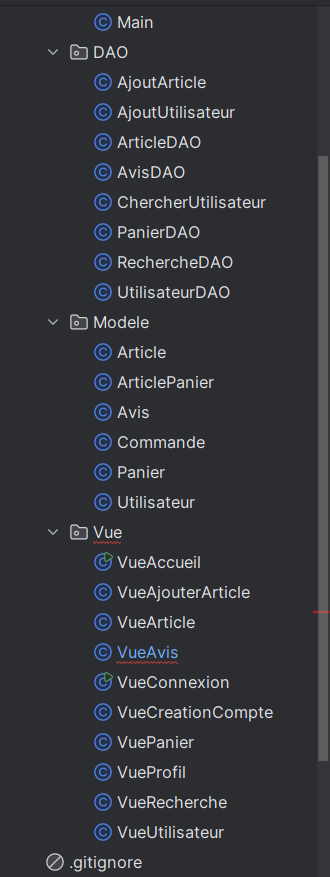 Main
DAO
AjoutArticle
AjoutUtilisateur
ArticleDAO
AvisDAO
ChercherUtilisateur
PanierDAO
RechercheDAO
UtilisateurDAO
Modele
Article
ArticlePanier
Avis
Commande
Panier
Utilisateur
Vue
VueAccueil
VueAjouterArticle
VueArticle
VueAvis
VueConnexion
VueCreationCompte
VuePanier
VueProfil
VueRecherche
VueUtilisateur
.gitignore